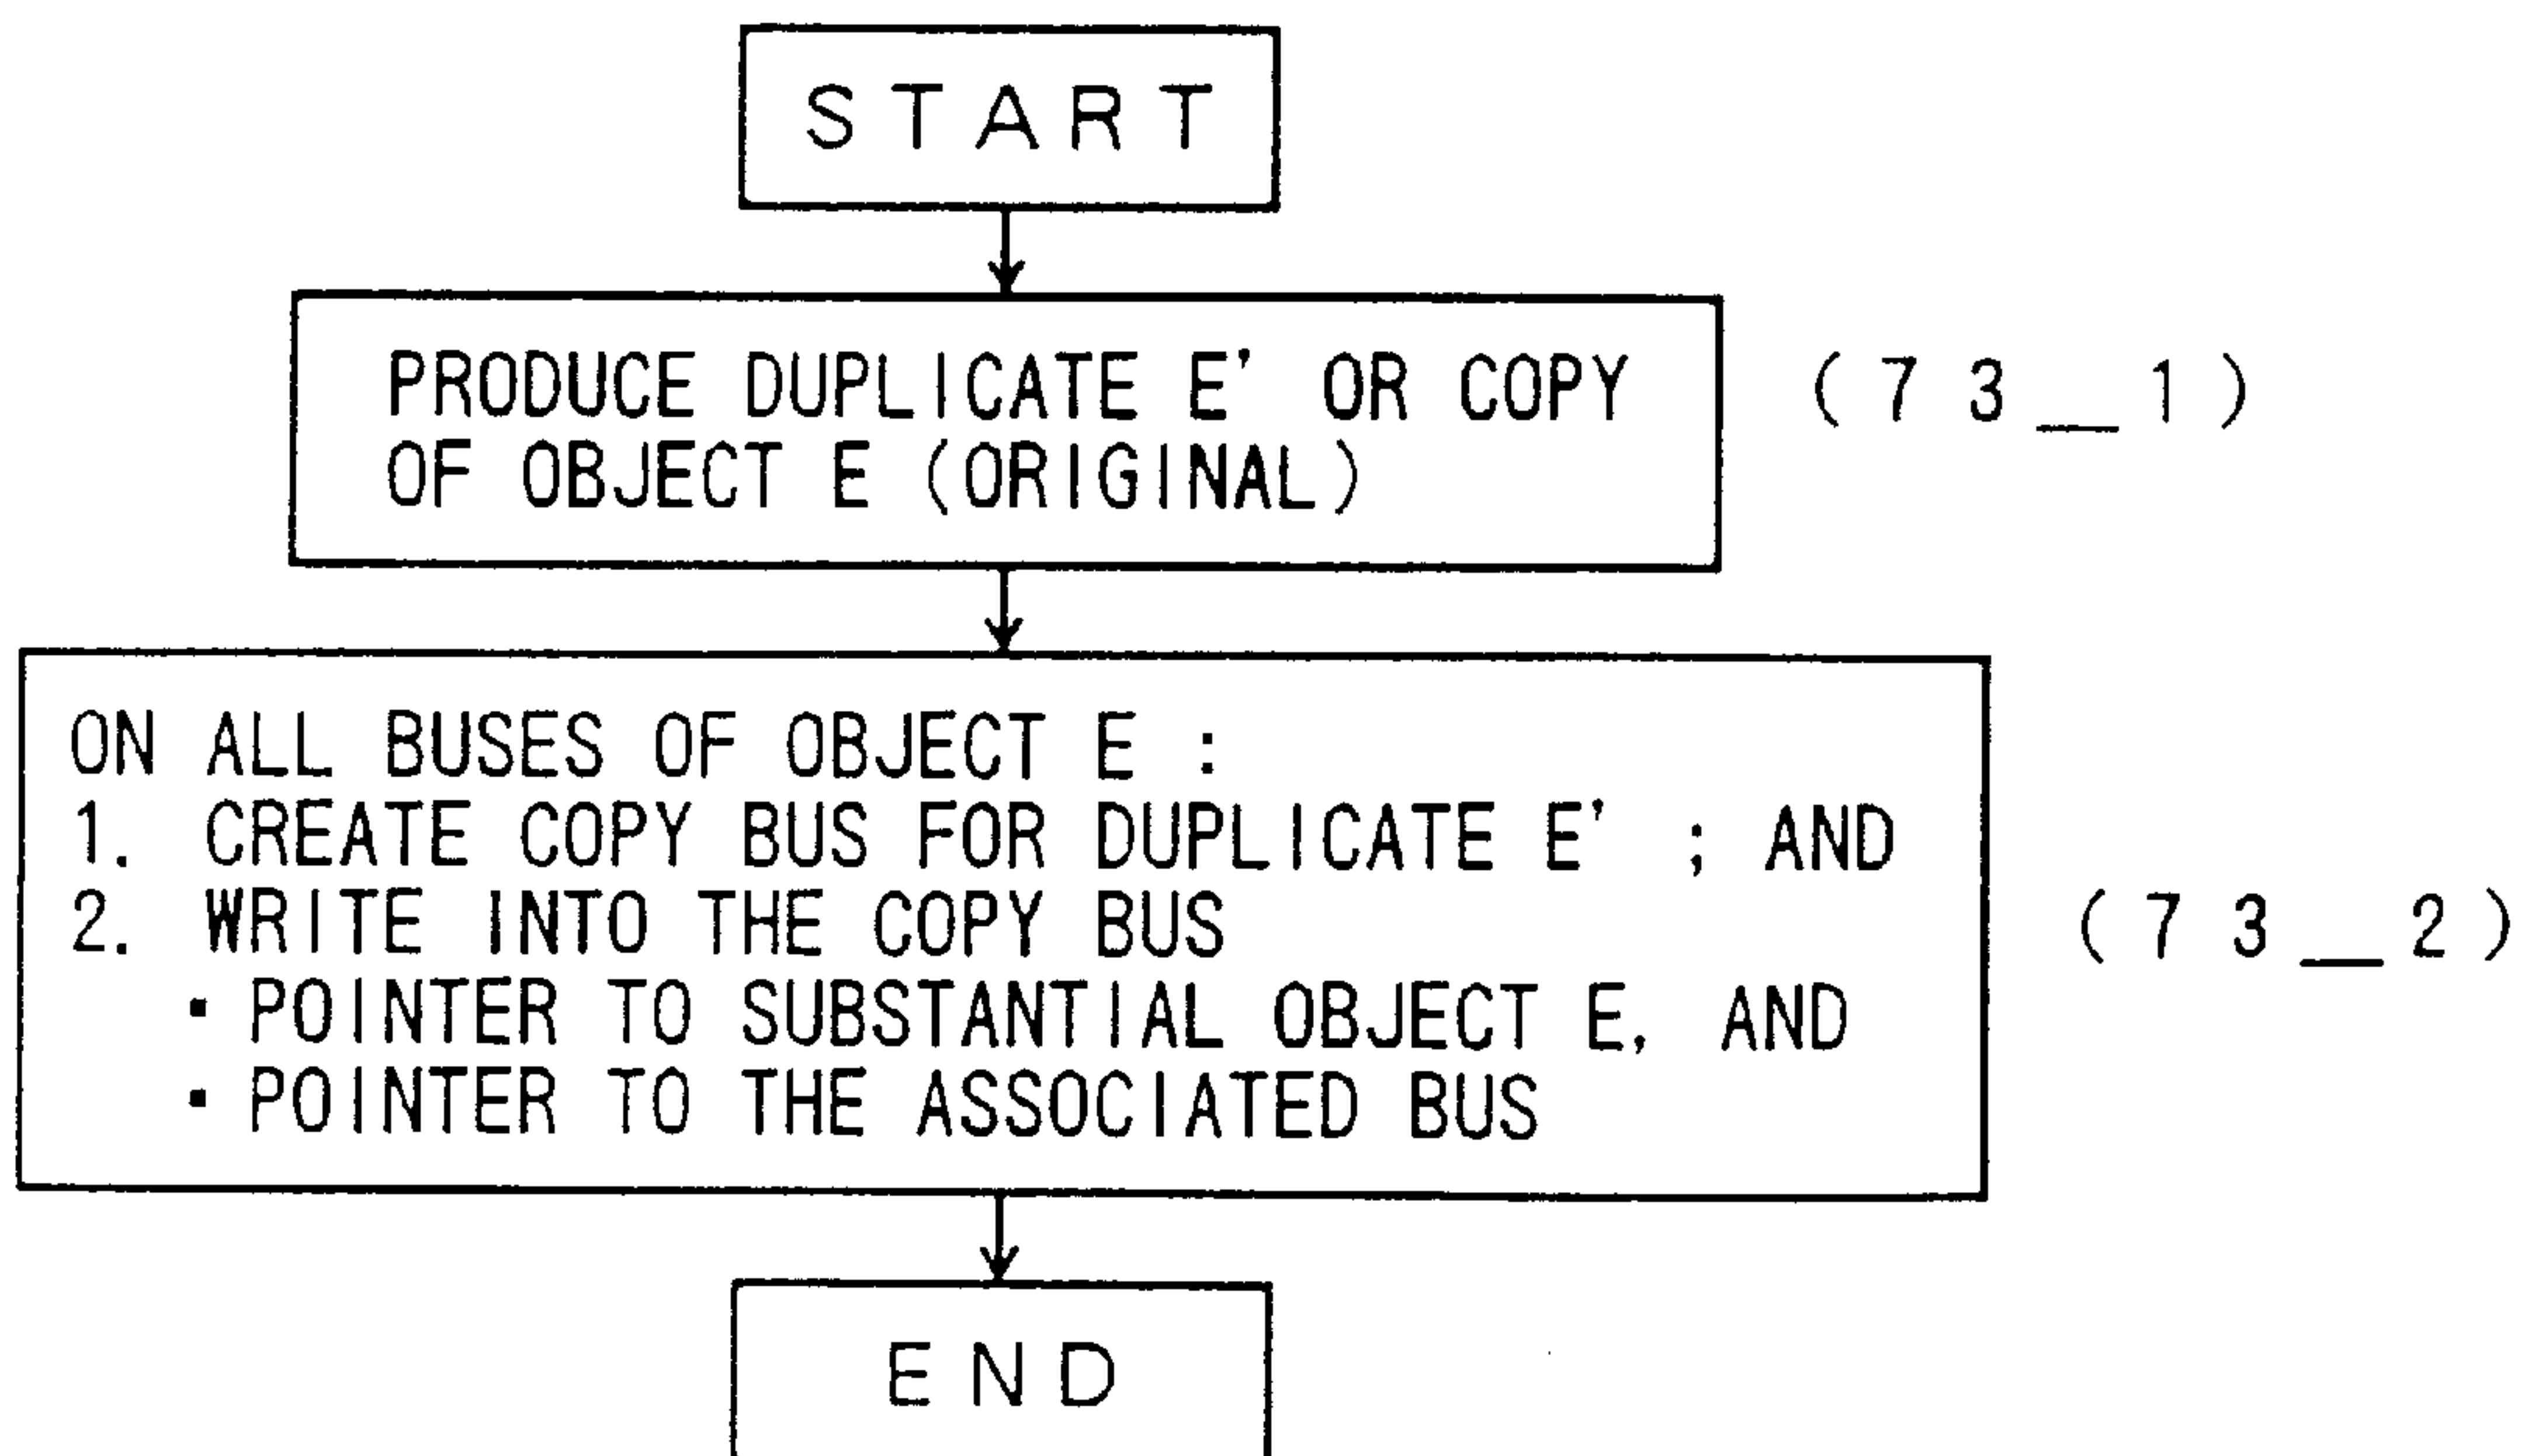 START
PRODUCE DUPLICATE E' OR COPY
OF OBJECT E (ORIGINAL)
(73_1)
ON ALL BUSES OF OBJECT E :
1. CREATE COPY BUS FOR DUPLICATE E' ; AND
2. WRITE INTO THE COPY BUS
(73_2)
▪ POINTER TO SUBSTANTIAL OBJECT E, AND
▪ POINTER TO THE ASSOCIATED BUS
END